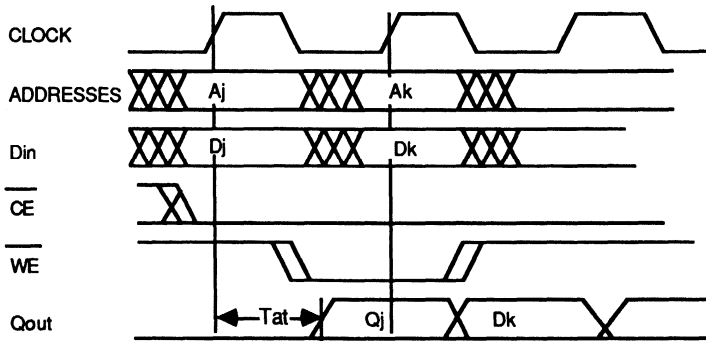 CLOCK
ADDRESSES Aj Ak
Din Dj Dk
CE
WE
Qout Tat Qj Dk